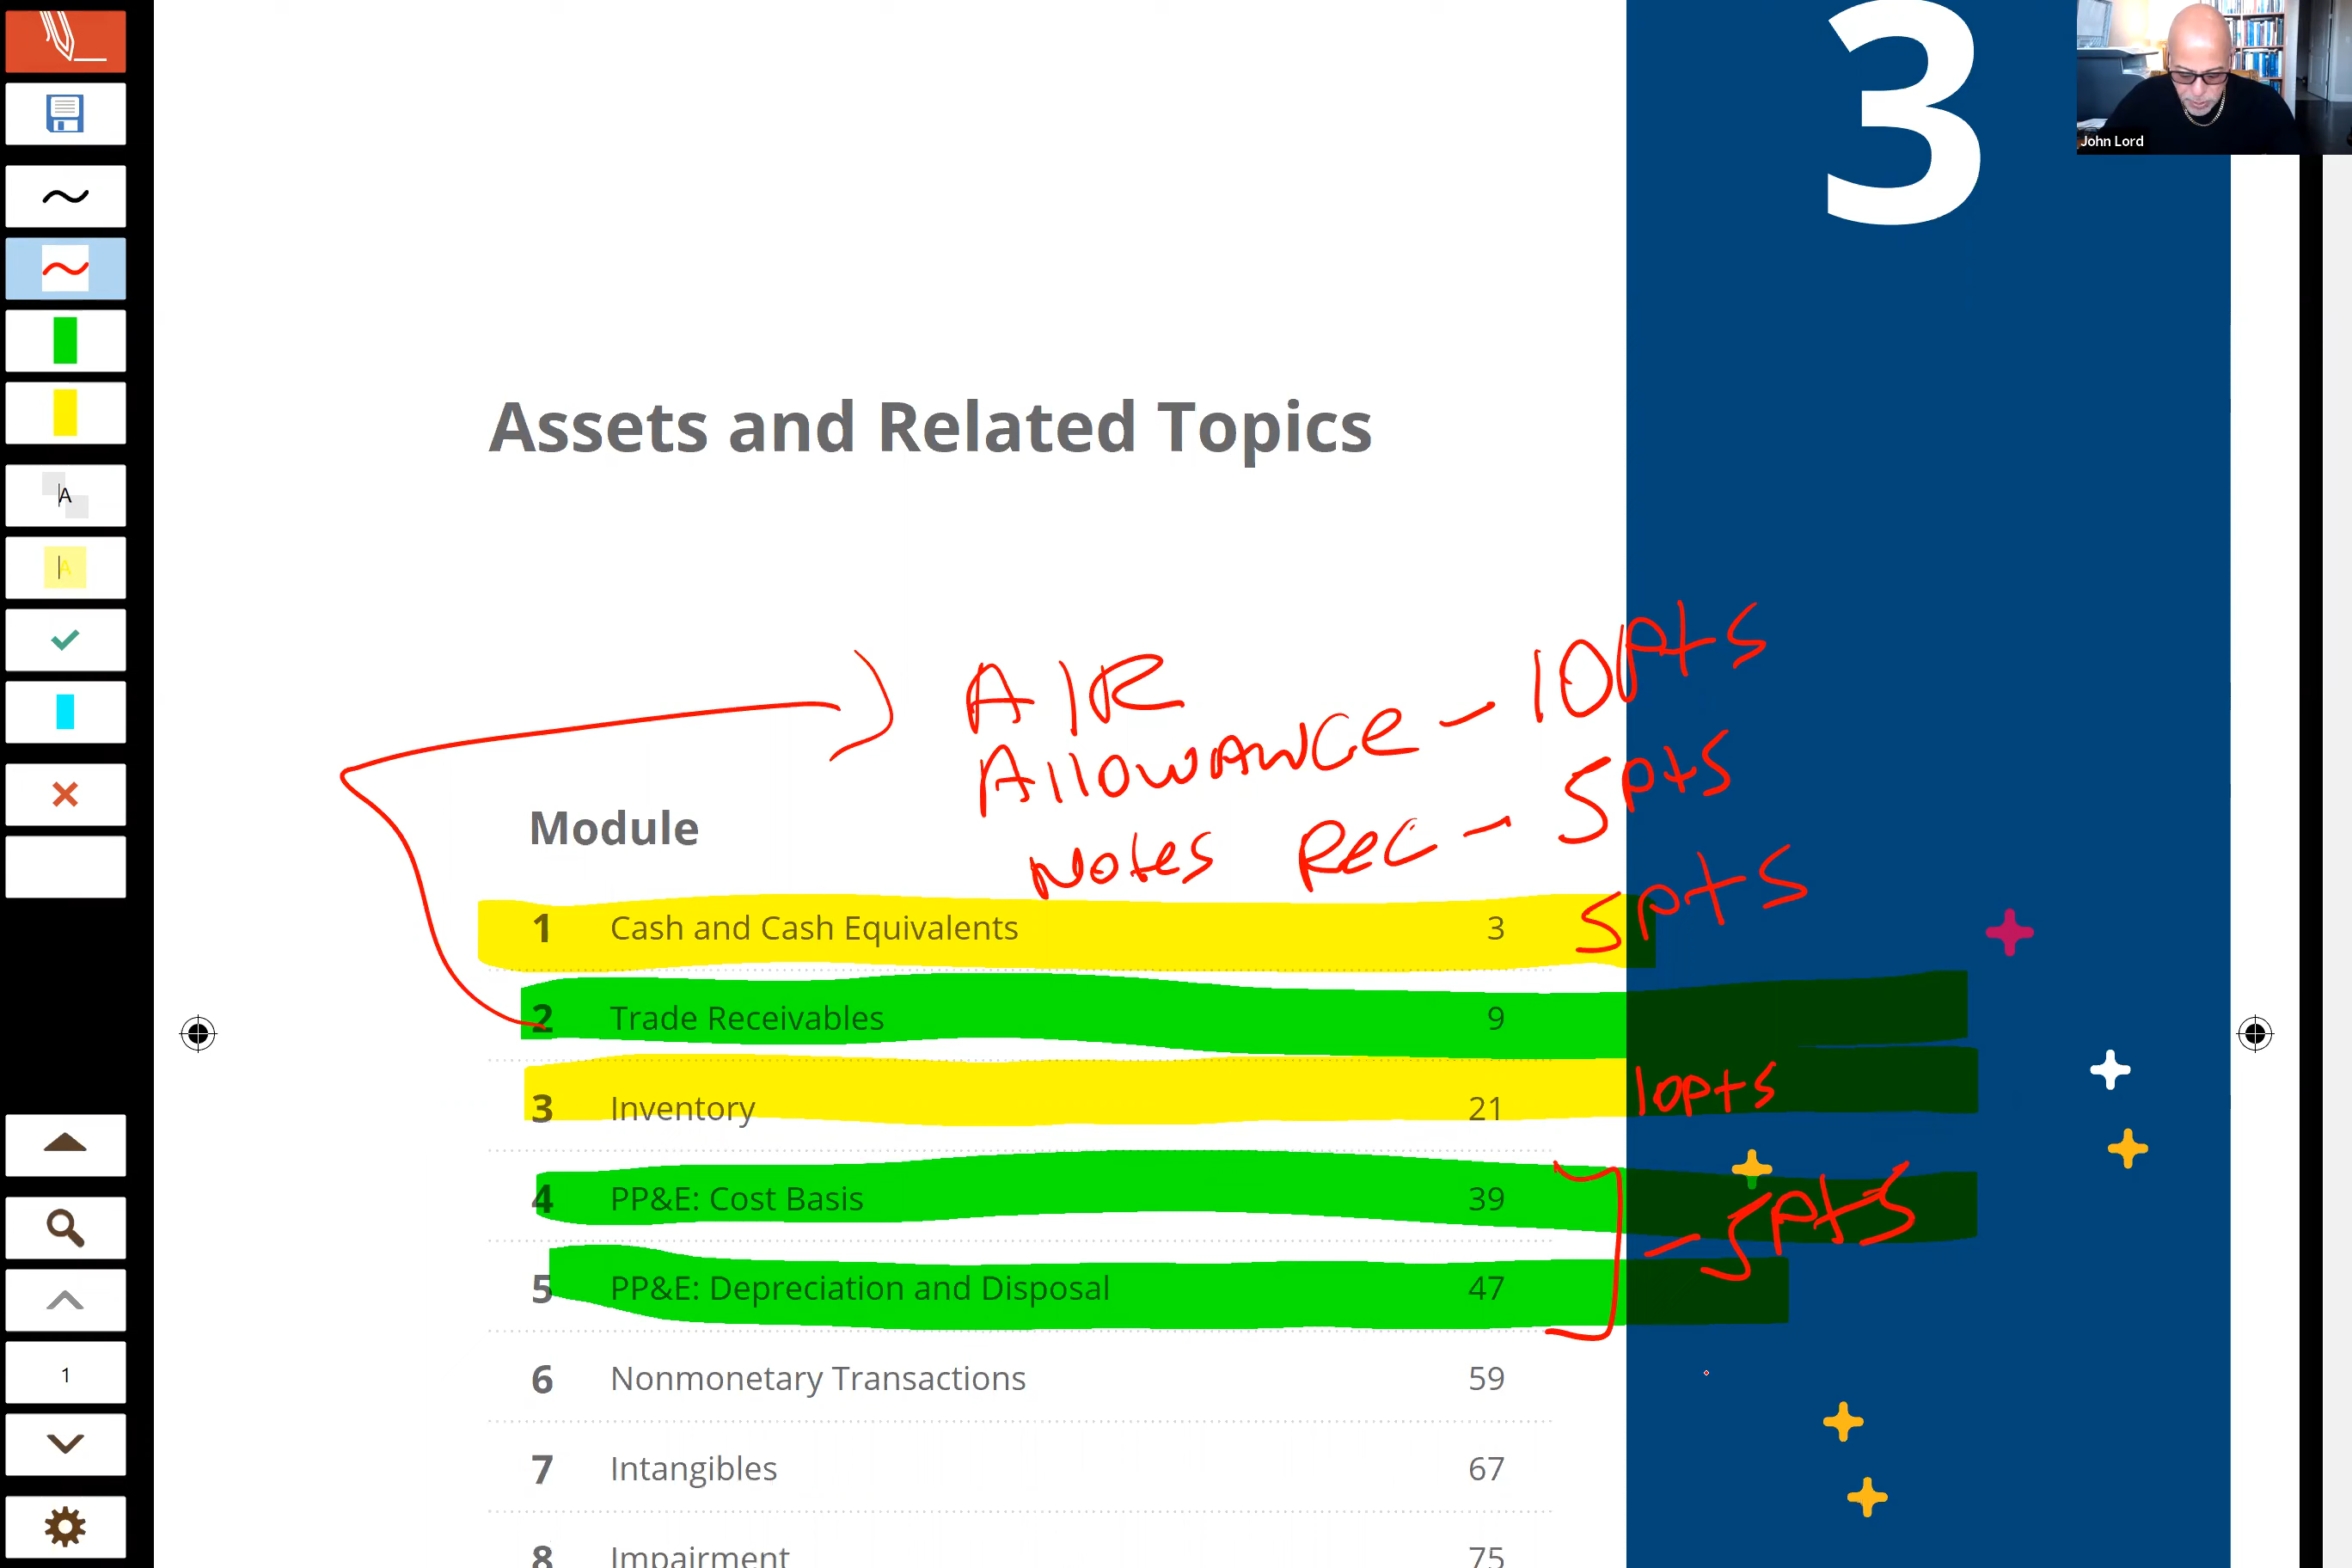 3
John Lord
A
A
Assets and Related Topics
A/R
Allowance - 10pts
Notes Rec - 5pts
Module
1 Cash and Cash Equivalents 3 5pts
2 Trade Receivables 9
3 Inventory 21 10pts
4 PP&E: Cost Basis 39
- 5pts
5 PP&E: Depreciation and Disposal 47
6 Nonmonetary Transactions 59
1
7 Intangibles 67
8 Impairment 75